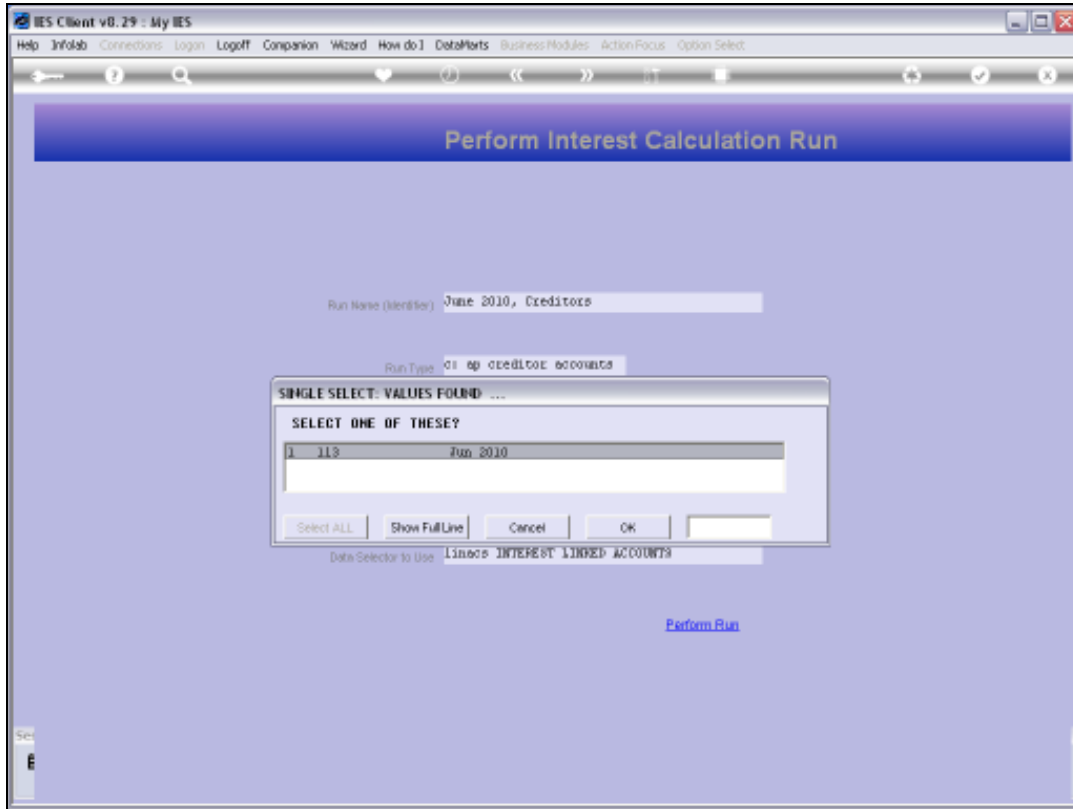 IES Client v8.29 : My IES
Help Infolab Connections Logon Logoff Companion Wizard How do I DataMarts Business Modules Action Focus Option Select
Perform Interest Calculation Run
Run Name (Identifier) June 2010, Creditors
Run Type c: ap creditor accounts
SINGLE SELECT: VALUES FOUND ...
SELECT ONE OF THESE?
1 113 Jun 2010
Select ALL Show Full Line Cancel OK
Data Selector to Use linacs INTEREST LINKED ACCOUNTS
Perform Run